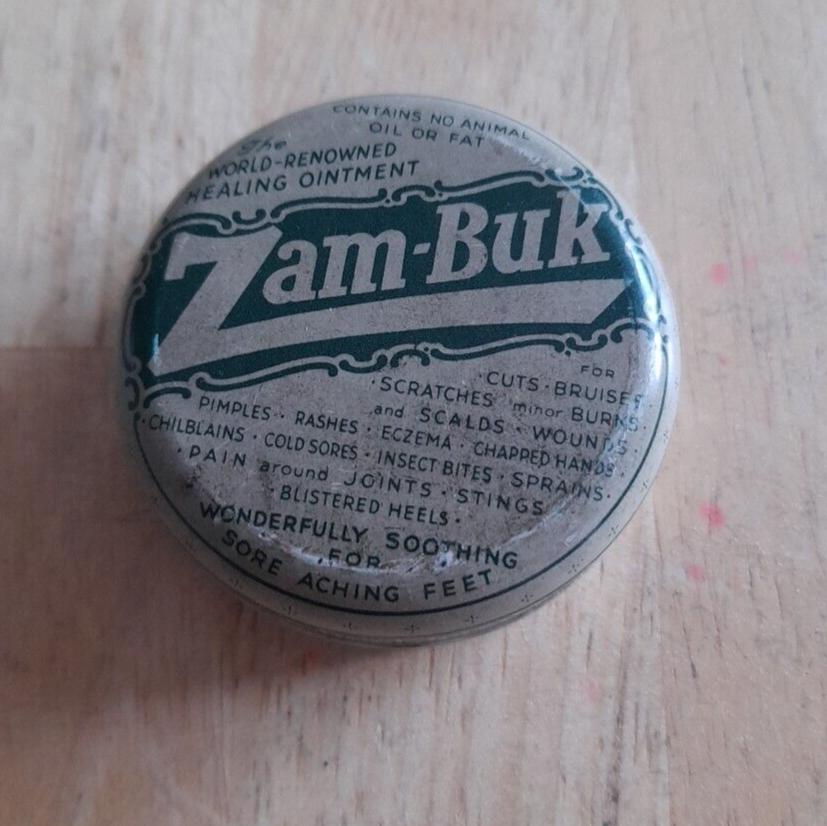 CONTAINS NO ANIMAL
OIL OR FAT
The
WORLD-RENOWNED
HEALING OINTMENT
Zam-Buk
FOR
CUTS · BRUISES
· SCRATCHES minor BURNS ·
and SCALDS · WOUNDS ·
PIMPLES · RASHES · ECZEMA · CHAPPED HANDS ·
· CHILBLAINS · COLD SORES · INSECT BITES · SPRAINS ·
· PAIN around JOINTS · STINGS
· BLISTERED HEELS ·
WONDERFULLY SOOTHING
FOR
SORE ACHING FEET